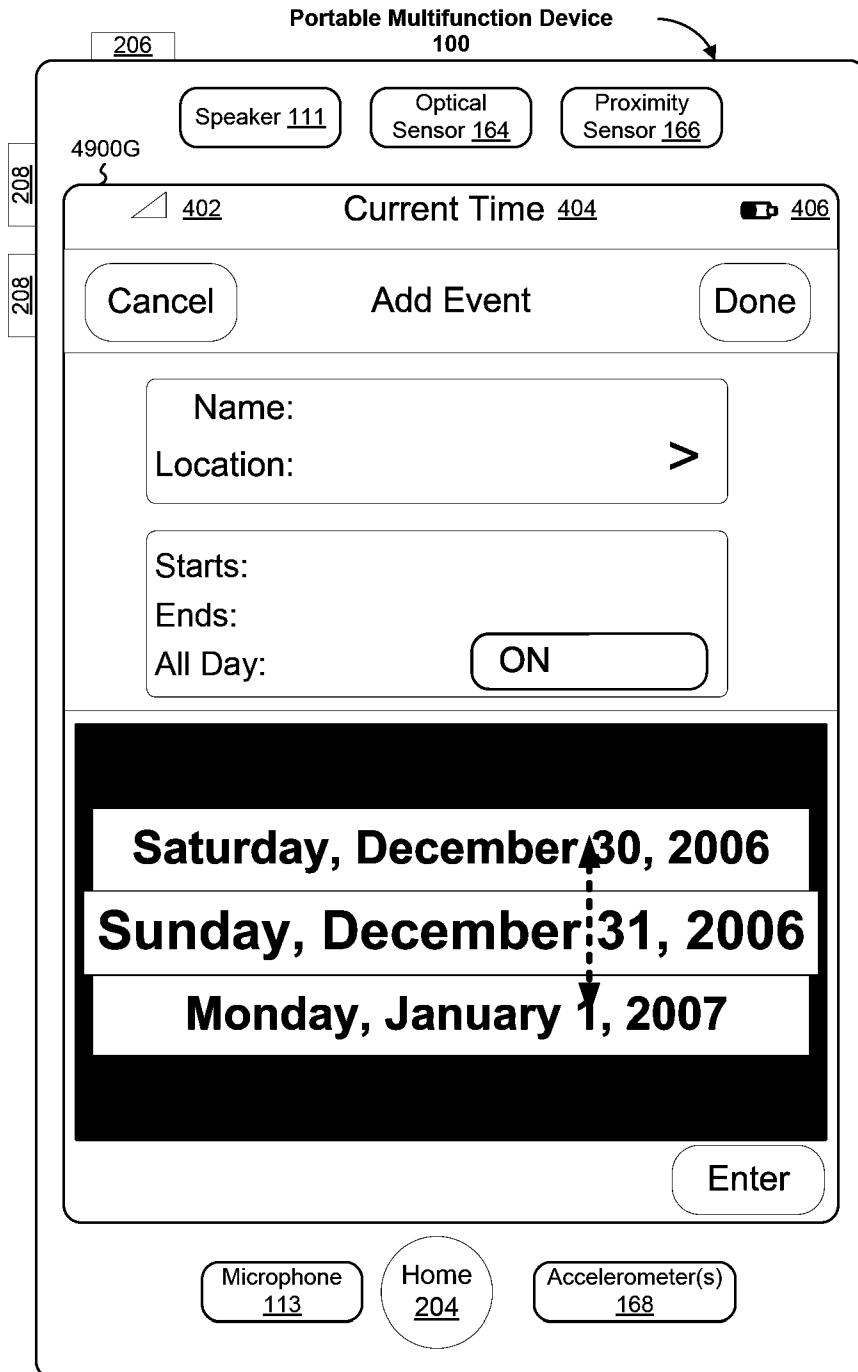 Portable Multifunction Device
100
206
Speaker 111
Optical
Sensor 164
Proximity
Sensor 166
4900G
208
208
402
Current Time 404
406
Cancel
Add Event
Done
Name:
Location:
>
Starts:
Ends:
All Day:
ON
Saturday, December 30, 2006
Sunday, December 31, 2006
Monday, January 1, 2007
Enter
Microphone
113
Home
204
Accelerometer(s)
168